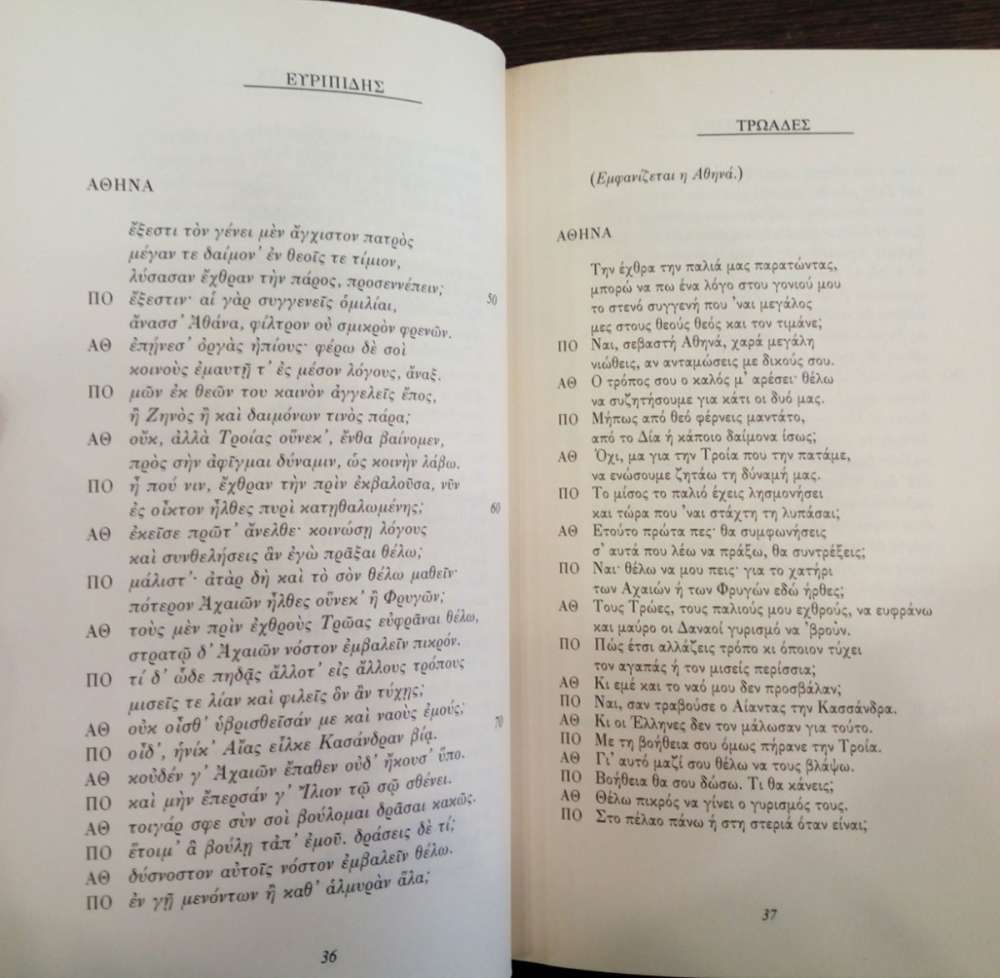 ΕΥΡΙΠΙΔΗΣ
ΑΘΗΝΑ
ἔξεστι τὸν γένει μὲν ἄγχιστον πατρὸς
μέγαν τε δαίμον' ἐν θεοῖς τε τίμιον,
λύσασαν ἔχθραν τὴν πάρος, προσεννέπειν;
ΠΟ ἔξεστιν· αἱ γὰρ συγγενεῖς ὁμιλίαι, 50
ἄνασσ' Ἀθάνα, φίλτρον οὐ σμικρὸν φρενῶν.
ΑΘ ἐπῄνεσ' ὀργὰς ἠπίους· φέρω δὲ σοὶ
κοινοὺς ἐμαυτῇ τ' ἐς μέσον λόγους, ἄναξ.
ΠΟ μῶν ἐκ θεῶν του καινὸν ἀγγελεῖς ἔπος,
ἢ Ζηνὸς ἢ καὶ δαιμόνων τινὸς πάρα;
ΑΘ οὔκ, ἀλλὰ Τροίας οὕνεκ', ἔνθα βαίνομεν,
πρὸς σὴν ἀφῖγμαι δύναμιν, ὡς κοινὴν λάβω.
ΠΟ ἦ πού νιν, ἔχθραν τὴν πρὶν ἐκβαλοῦσα, νῦν
ἐς οἶκτον ἦλθες πυρὶ κατῃθαλωμένης; 60
ΑΘ ἐκεῖσε πρῶτ' ἄνελθε· κοινώσῃ λόγους
καὶ συνθελήσεις ἂν ἐγὼ πρᾶξαι θέλω;
ΠΟ μάλιστ'· ἀτὰρ δὴ καὶ τὸ σὸν θέλω μαθεῖν·
πότερον Ἀχαιῶν ἦλθες οὕνεκ' ἢ Φρυγῶν;
ΑΘ τοὺς μὲν πρὶν ἐχθροὺς Τρῶας εὐφρᾶναι θέλω,
στρατῷ δ' Ἀχαιῶν νόστον ἐμβαλεῖν πικρόν.
ΠΟ τί δ' ὧδε πηδᾷς ἄλλοτ' εἰς ἄλλους τρόπους
μισεῖς τε λίαν καὶ φιλεῖς ὃν ἂν τύχῃς;
ΑΘ οὐκ οἶσθ' ὑβρισθεῖσάν με καὶ ναοὺς ἐμούς;
ΠΟ οἶδ', ἡνίκ' Αἴας εἷλκε Κασάνδραν βίᾳ. 70
ΑΘ κοὐδέν γ' Ἀχαιῶν ἔπαθεν οὐδ' ἤκουσ' ὕπο.
ΠΟ καὶ μὴν ἔπερσάν γ' Ἴλιον τῷ σῷ σθένει.
ΑΘ τοιγάρ σφε σὺν σοὶ βούλομαι δρᾶσαι κακῶς.
ΠΟ ἕτοιμ' ἃ βούλῃ τἀπ' ἐμοῦ. δράσεις δὲ τί;
ΑΘ δύσνοστον αὐτοῖς νόστον ἐμβαλεῖν θέλω.
ΠΟ ἐν γῇ μενόντων ἢ καθ' ἁλμυρὰν ἅλα;
36
ΤΡΩΑΔΕΣ
(Εμφανίζεται η Αθηνά.)
ΑΘΗΝΑ
Την έχθρα την παλιά μας παρατώντας,
μπορώ να πω ένα λόγο στου γονιού μου
το στενό συγγενή που 'ναι μεγάλος
μες στους θεούς θεός και τον τιμάνε;
ΠΟ Ναι, σεβαστή Αθηνά, χαρά μεγάλη
νιώθεις, αν ανταμώσεις με δικούς σου.
ΑΘ Ο τρόπος σου ο καλός μ' αρέσει· θέλω
να συζητήσουμε για κάτι οι δυό μας.
ΠΟ Μήπως από θεό φέρνεις μαντάτο,
από το Δία ή κάποιο δαίμονα ίσως;
ΑΘ Όχι, μα για την Τροία που την πατάμε,
να ενώσουμε ζητάω τη δύναμή μας.
ΠΟ Το μίσος το παλιό έχεις λησμονήσει
και τώρα που 'ναι στάχτη τη λυπάσαι;
ΑΘ Ετούτο πρώτα πες· θα συμφωνήσεις
σ' αυτά που λέω να πράξω, θα συντρέξεις;
ΠΟ Ναι· θέλω να μου πεις· για το χατήρι
των Αχαιών ή των Φρυγών εδώ ήρθες;
ΑΘ Τους Τρώες, τους παλιούς μου εχθρούς, να ευφράνω
και μαύρο οι Δαναοί γυρισμό να 'βρουν.
ΠΟ Πώς έτσι αλλάζεις τρόπο κι όποιον τύχει
τον αγαπάς ή τον μισείς περίσσια;
ΑΘ Κι εμέ και το ναό μου δεν προσβάλαν;
ΠΟ Ναι, σαν τραβούσε ο Αίαντας την Κασσάνδρα.
ΑΘ Κι οι Έλληνες δεν τον μάλωσαν για τούτο.
ΠΟ Με τη βοήθεια σου όμως πήρανε την Τροία.
ΑΘ Γι' αυτό μαζί σου θέλω να τους βλάψω.
ΠΟ Βοήθεια θα σου δώσω. Τι θα κάνεις;
ΑΘ Θέλω πικρός να γίνει ο γυρισμός τους.
ΠΟ Στο πέλαο πάνω ή στη στεριά όταν είναι;
37